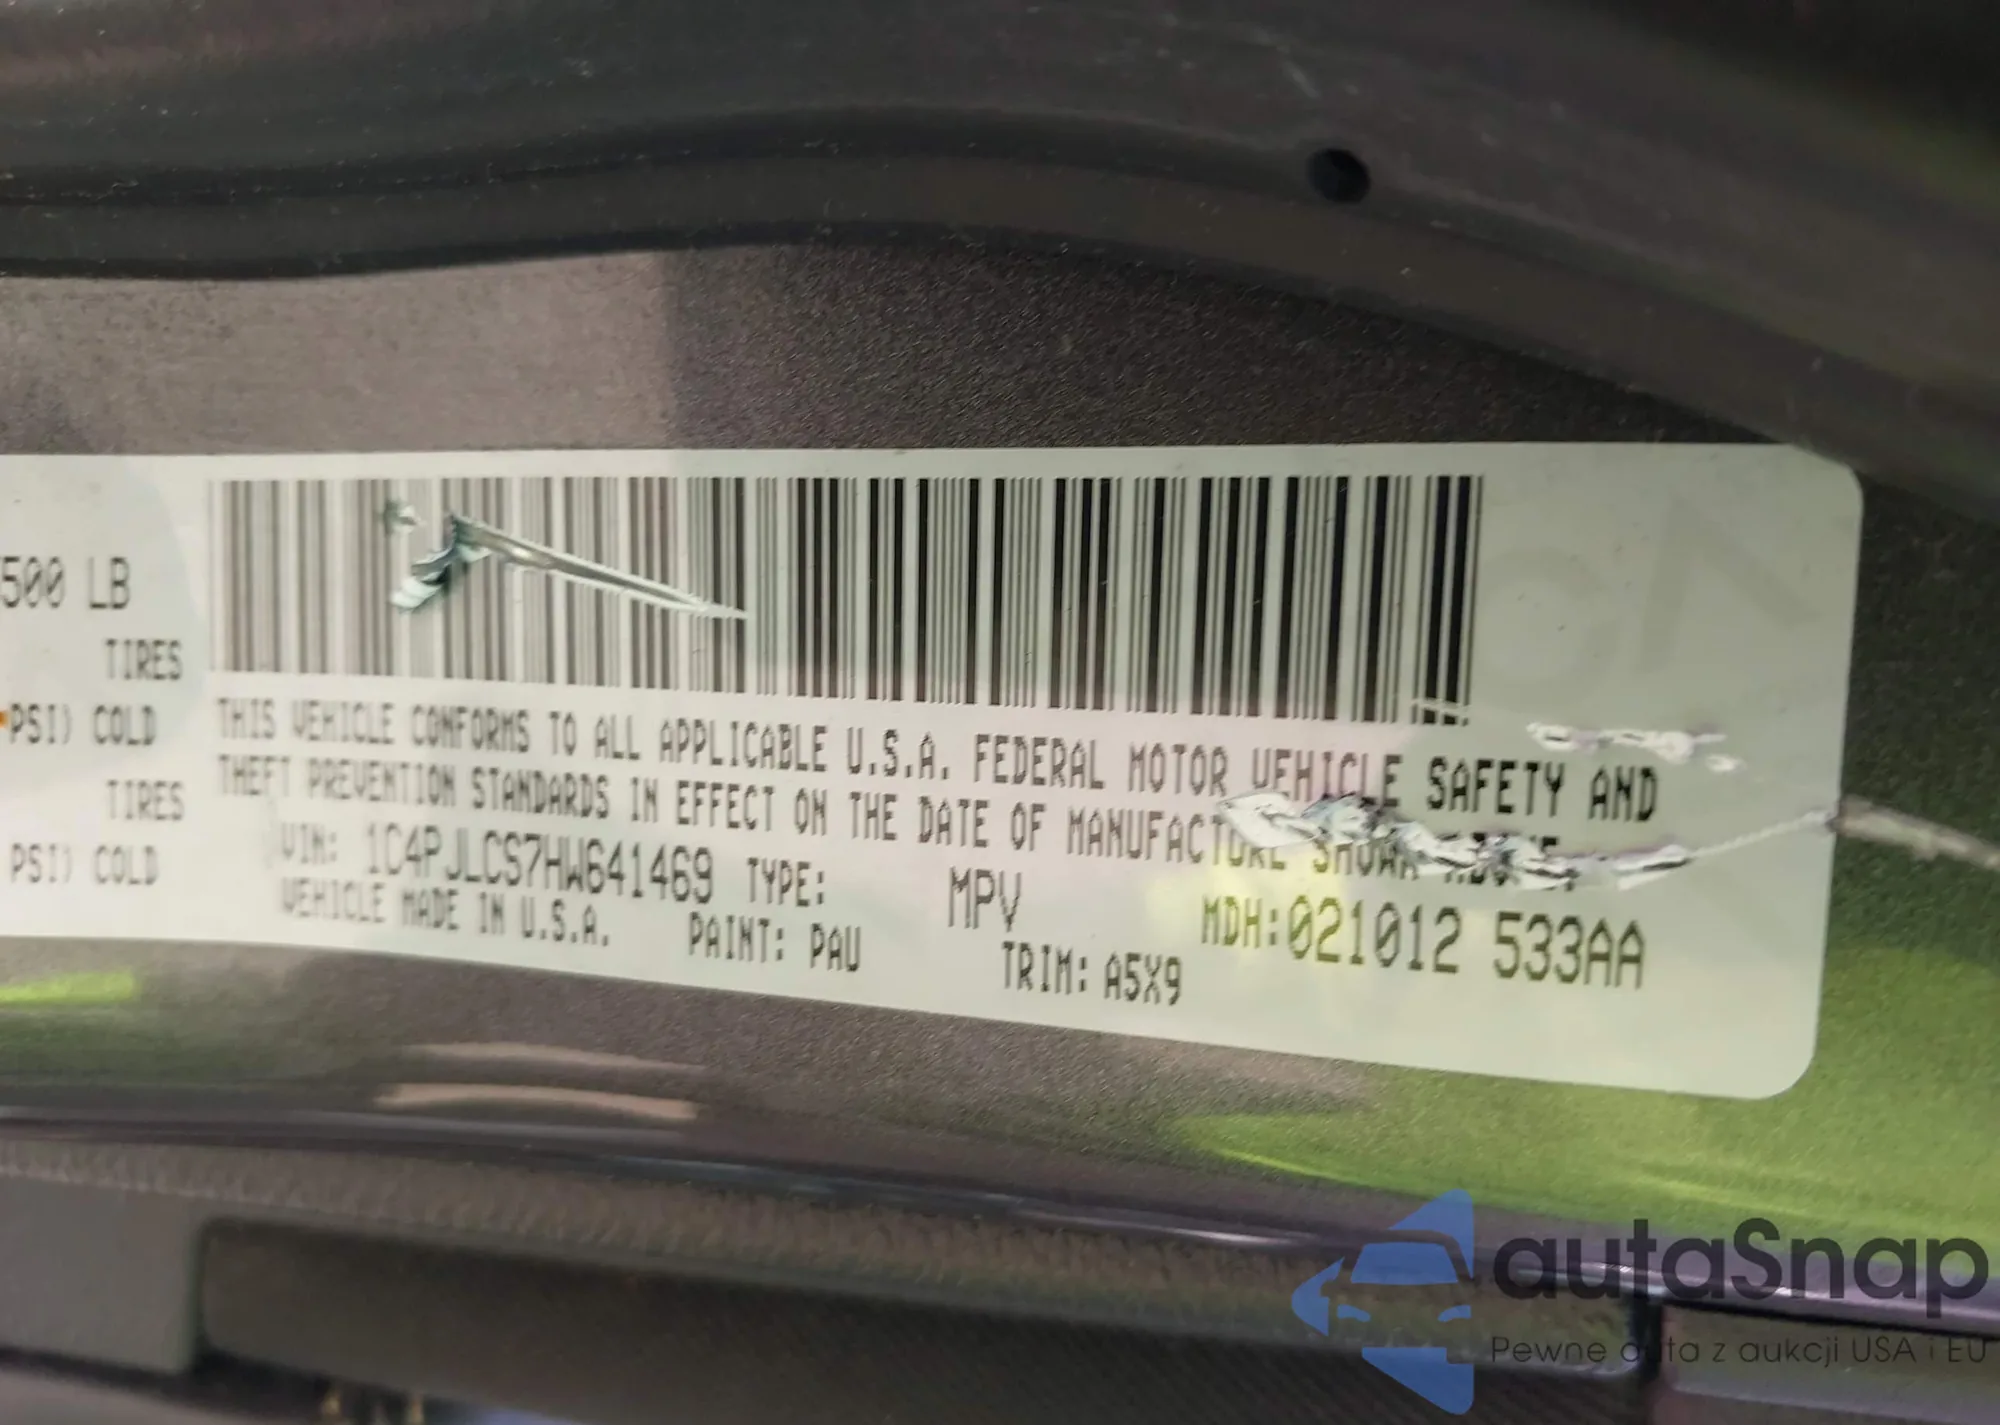 500 LB
TIRES
PSI) COLD
TIRES
PSI) COLD
THIS VEHICLE CONFORMS TO ALL APPLICABLE U.S.A. FEDERAL MOTOR VEHICLE SAFETY AND
THEFT PREVENTION STANDARDS IN EFFECT ON THE DATE OF MANUFACTURE SHOWN
VIN: 1C4PJLCS7HW641469 TYPE: MPV MDH:021012 533AA
VEHICLE MADE IN U.S.A. PAINT: PAU TRIM: A5X9
autaSnap
Pewne auta z aukcji USA i EU